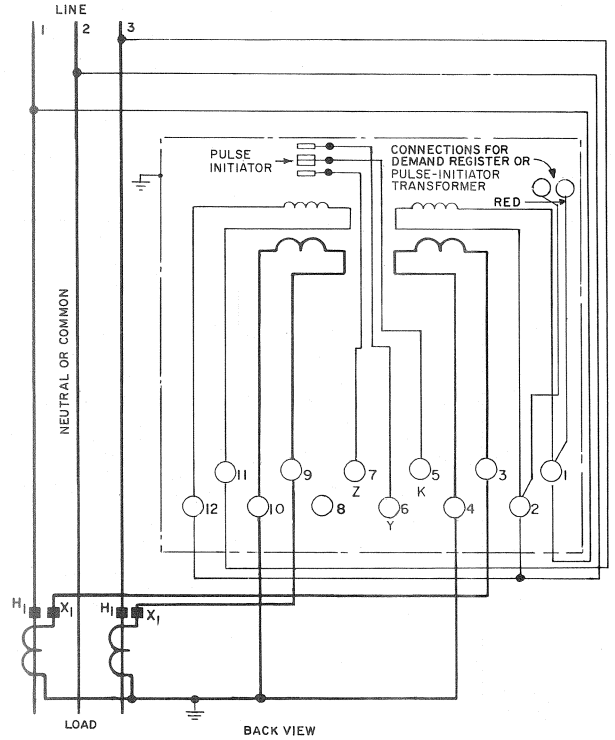 LINE
1 2 3
PULSE
INITIATOR
CONNECTIONS FOR
DEMAND REGISTER OR
PULSE-INITIATOR
TRANSFORMER
RED
NEUTRAL OR COMMON
11 9 7 5 3 1
Z K
12 10 8 6 4 2
Y
H1 X1 H1 X1
LOAD
BACK VIEW